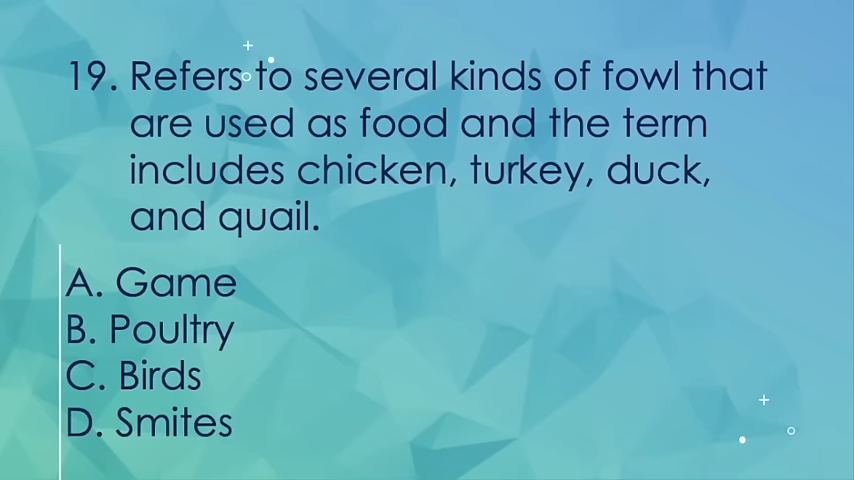 19. Refers to several kinds of fowl that
are used as food and the term
includes chicken, turkey, duck,
and quail.
A. Game
B. Poultry
C. Birds
D. Smites